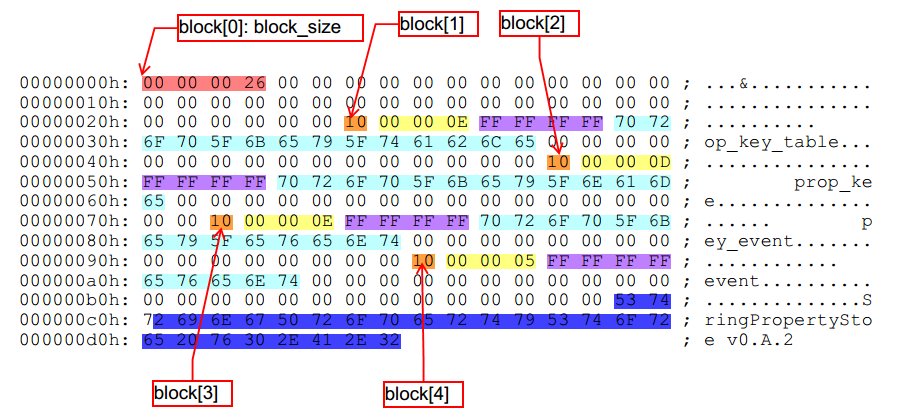 block[0]: block_size block[1] block[2]
00000000h: 00 00 00 26 00 00 00 00 00 00 00 00 00 00 00 00 ; ...&............
00000010h: 00 00 00 00 00 00 00 00 00 00 00 00 00 00 00 00 ; ................
00000020h: 00 00 00 00 00 00 10 00 00 0E FF FF FF FF 70 72 ; ..........
00000030h: 6F 70 5F 6B 65 79 5F 74 61 62 6C 65 00 00 00 00 ; op_key_table....
00000040h: 00 00 00 00 00 00 00 00 00 00 00 00 10 00 00 0D ; ................
00000050h: FF FF FF FF 70 72 6F 70 5F 6B 65 79 5F 6E 61 6D ; prop_ke
00000060h: 65 00 00 00 00 00 00 00 00 00 00 00 00 00 00 00 ; e...............
00000070h: 00 00 10 00 00 0E FF FF FF FF 70 72 6F 70 5F 6B ; ...... p
00000080h: 65 79 5F 65 76 65 6E 74 00 00 00 00 00 00 00 00 ; ey_event........
00000090h: 00 00 00 00 00 00 00 00 10 00 00 05 FF FF FF FF ; ............
000000a0h: 65 76 65 6E 74 00 00 00 00 00 00 00 00 00 00 00 ; event...........
000000b0h: 00 00 00 00 00 00 00 00 00 00 00 00 00 00 53 74 ; ..............S
000000c0h: 72 69 6E 67 50 72 6F 70 65 72 74 79 53 74 6F 72 ; ringPropertySto
000000d0h: 65 20 76 30 2E 41 2E 32 ; e v0.A.2
block[3] block[4]